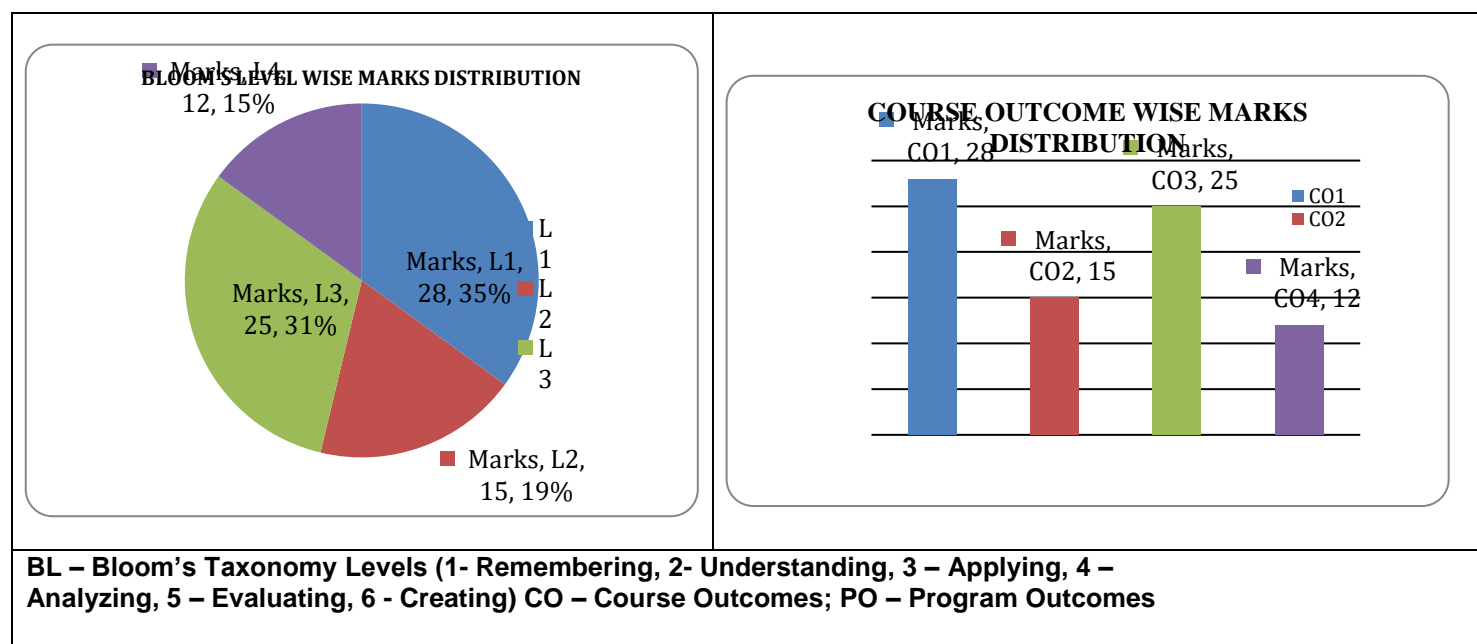 BLOOM'S LEVEL WISE MARKS DISTRIBUTION
Marks, L4,
12, 15%
Marks, L1,
28, 35%
Marks, L3,
25, 31%
Marks, L2,
15, 19%
L
1
L
2
L
3
COURSE OUTCOME WISE MARKS
DISTRIBUTION
Marks,
CO1, 28
Marks,
CO2, 15
Marks,
CO3, 25
Marks,
CO4, 12
CO1
CO2
BL – Bloom’s Taxonomy Levels (1- Remembering, 2- Understanding, 3 – Applying, 4 –
Analyzing, 5 – Evaluating, 6 - Creating) CO – Course Outcomes; PO – Program Outcomes